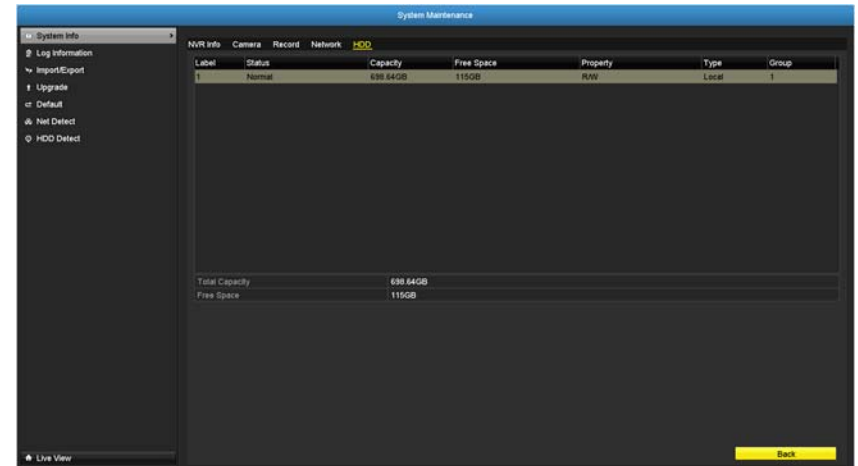 System Maintenance
System Info
Log Information
Import/Export
Upgrade
Default
Net Detect
HDD Detect
Live View
NVR Info Camera Record Network HDD
Label Status Capacity Free Space Property Type Group
1 Normal 698.64GB 115GB R/W Local 1
Total Capacity 698.64GB
Free Space 115GB
Back